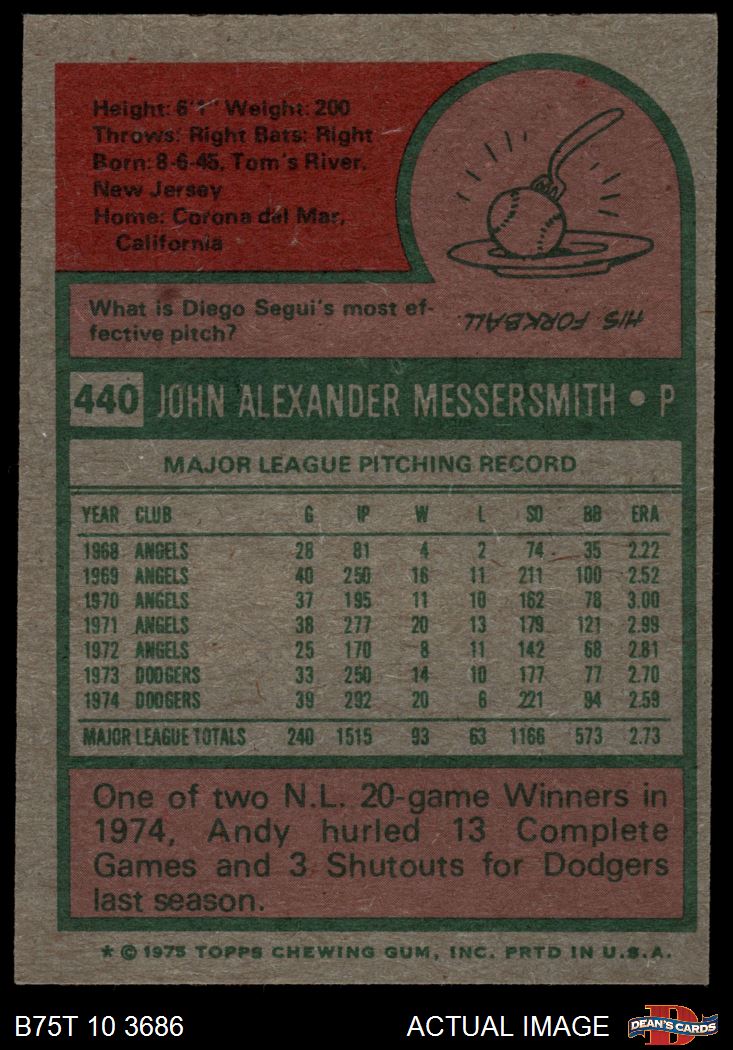 Height: 6'1" Weight: 200
Throws: Right Bats: Right
Born: 8-6-45, Tom's River,
New Jersey
Home: Corona del Mar,
California
What is Diego Segui's most ef-
fective pitch?
HIS FORKBALL.
440 JOHN ALEXANDER MESSERSMITH • P
MAJOR LEAGUE PITCHING RECORD
YEAR CLUB G IP W L SO BB ERA
1968 ANGELS 28 81 4 2 74 35 2.22
1969 ANGELS 40 250 16 11 211 100 2.52
1970 ANGELS 37 195 11 10 162 78 3.00
1971 ANGELS 38 277 20 13 179 121 2.99
1972 ANGELS 25 170 8 11 142 68 2.81
1973 DODGERS 33 250 14 10 177 77 2.70
1974 DODGERS 39 292 20 6 221 94 2.59
MAJOR LEAGUE TOTALS 240 1515 93 63 1166 573 2.73
One of two N.L. 20-game Winners in
1974, Andy hurled 13 Complete
Games and 3 Shutouts for Dodgers
last season.
* © 1975 TOPPS CHEWING GUM, INC. PRTD IN U.S.A.
B75T 10 3686 ACTUAL IMAGE DEAN'S CARDS